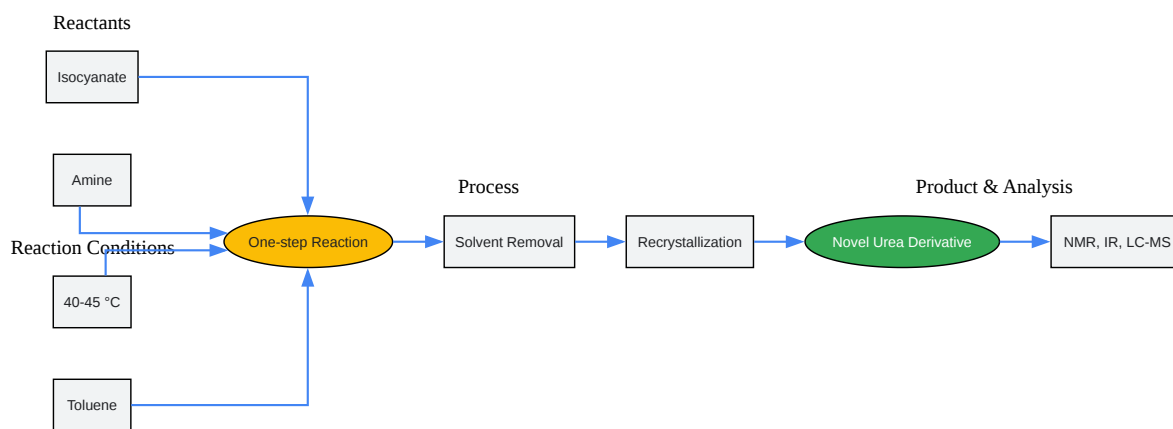 Reactants
Isocyanate
Amine
Reaction Conditions
40-45 °C
Toluene
One-step Reaction
Process
Solvent Removal
Recrystallization
Product & Analysis
Novel Urea Derivative
NMR, IR, LC-MS